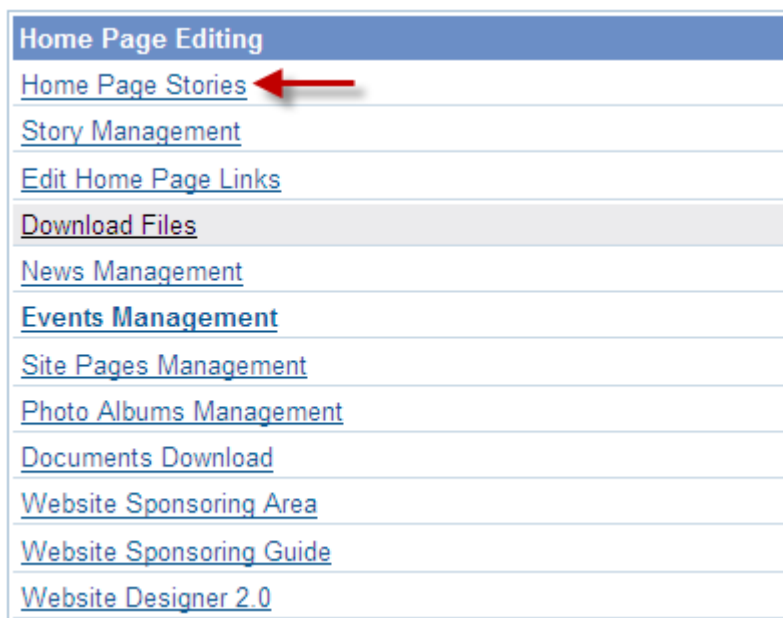 Home Page Editing
Home Page Stories
Story Management
Edit Home Page Links
Download Files
News Management
Events Management
Site Pages Management
Photo Albums Management
Documents Download
Website Sponsoring Area
Website Sponsoring Guide
Website Designer 2.0